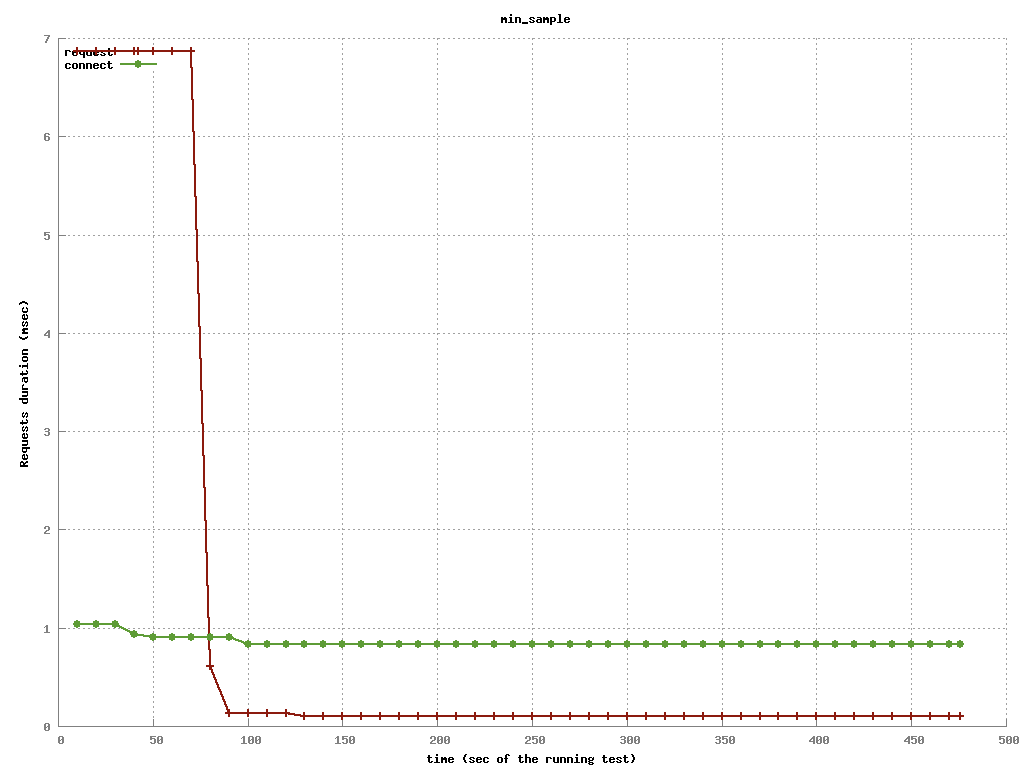 min_sample
7
request
connect
6
5
4
3
2
1
0
Requests duration (msec)
0 50 100 150 200 250 300 350 400 450 500
time (sec of the running test)